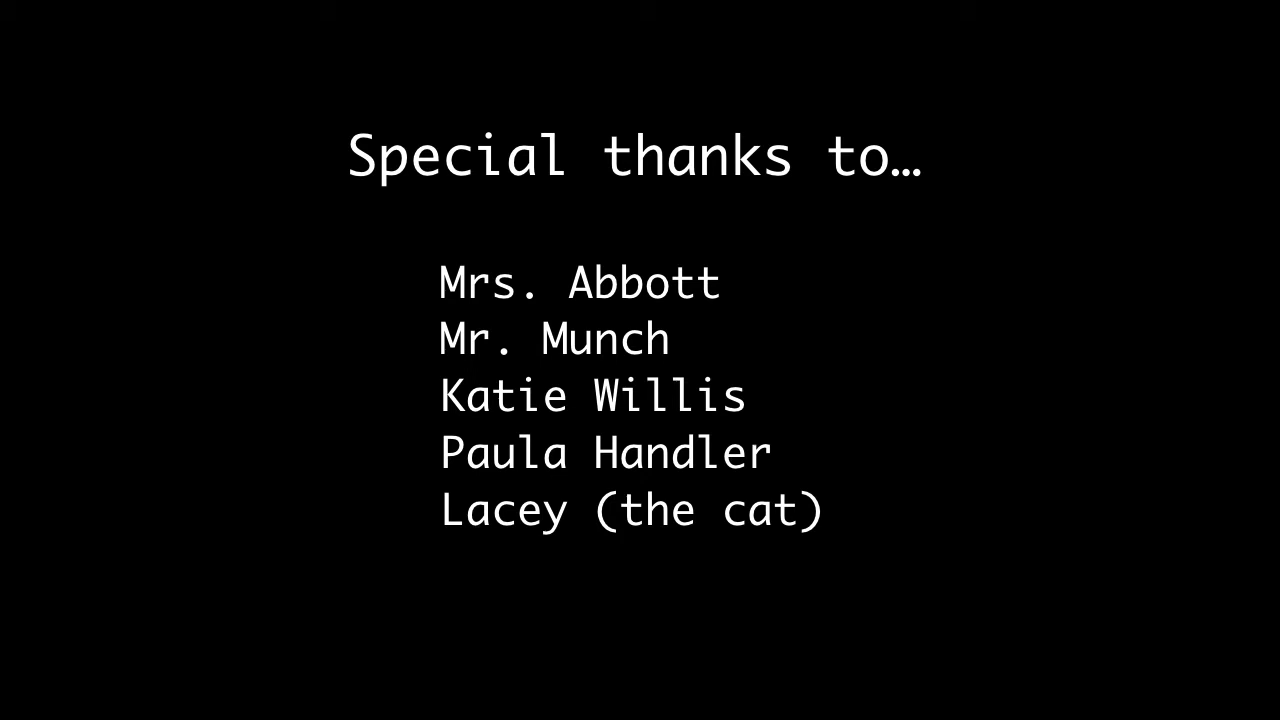 Special thanks to…
Mrs. Abbott
Mr. Munch
Katie Willis
Paula Handler
Lacey (the cat)